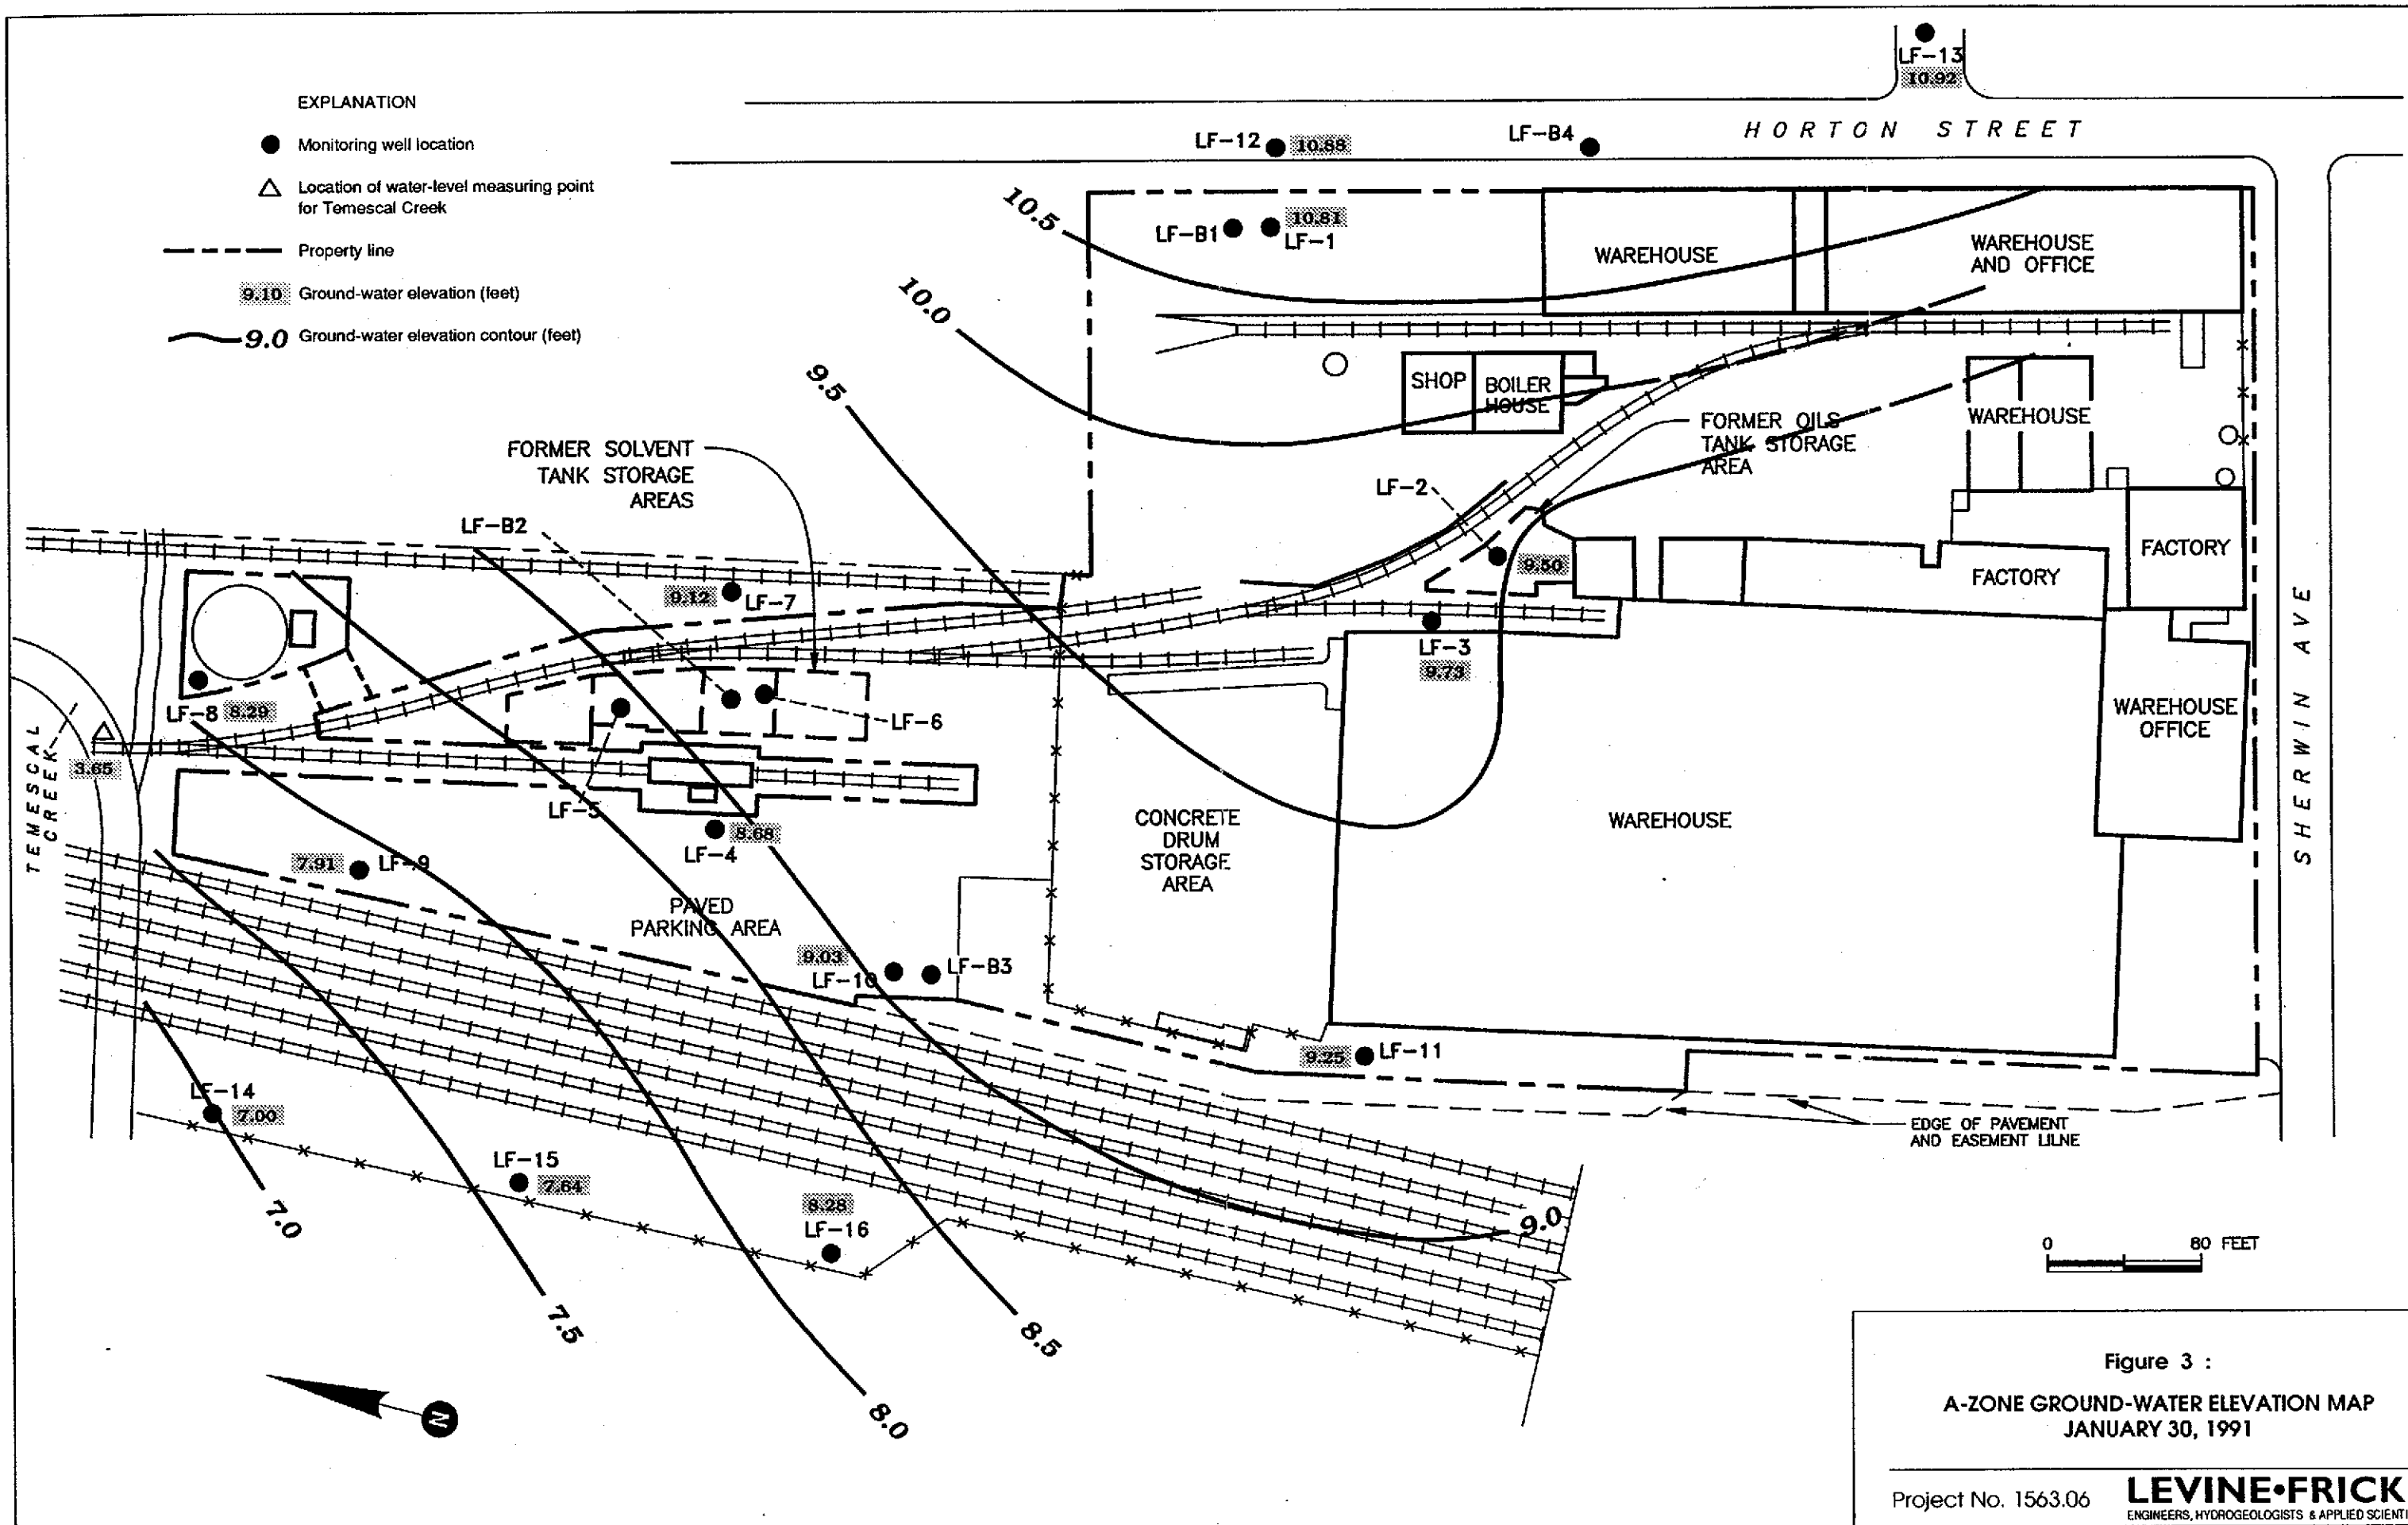 EXPLANATION
Monitoring well location
Location of water-level measuring point
for Temescal Creek
Property line
9.10 Ground-water elevation (feet)
9.0 Ground-water elevation contour (feet)
LF-13
10.92
HORTON STREET
LF-12 10.88
LF-B4
10.5
LF-B1
10.81
LF-1
WAREHOUSE
WAREHOUSE
AND OFFICE
10.0
9.5
SHOP
BOILER
HOUSE
FORMER OILS
TANK STORAGE
AREA
WAREHOUSE
FORMER SOLVENT
TANK STORAGE
AREAS
LF-2
LF-B2
9.50
FACTORY
FACTORY
9.12 LF-7
LF-3
9.73
SHERWIN AVE
LF-8 8.29
LF-6
WAREHOUSE
OFFICE
TEMESCAL
CREEK
3.65
LF-5
8.68
LF-4
CONCRETE
DRUM
STORAGE
AREA
WAREHOUSE
7.91 LF-9
PAVED
PARKING AREA
9.03
LF-10
LF-B3
9.25 LF-11
LF-14
7.00
EDGE OF PAVEMENT
AND EASEMENT LILNE
LF-15
7.64
8.28
LF-16
7.0
9.0
7.5
8.5
8.0
0 80 FEET
N
Figure 3 :
A-ZONE GROUND-WATER ELEVATION MAP
JANUARY 30, 1991
Project No. 1563.06
LEVINE•FRICKE
ENGINEERS, HYDROGEOLOGISTS & APPLIED SCIENTI